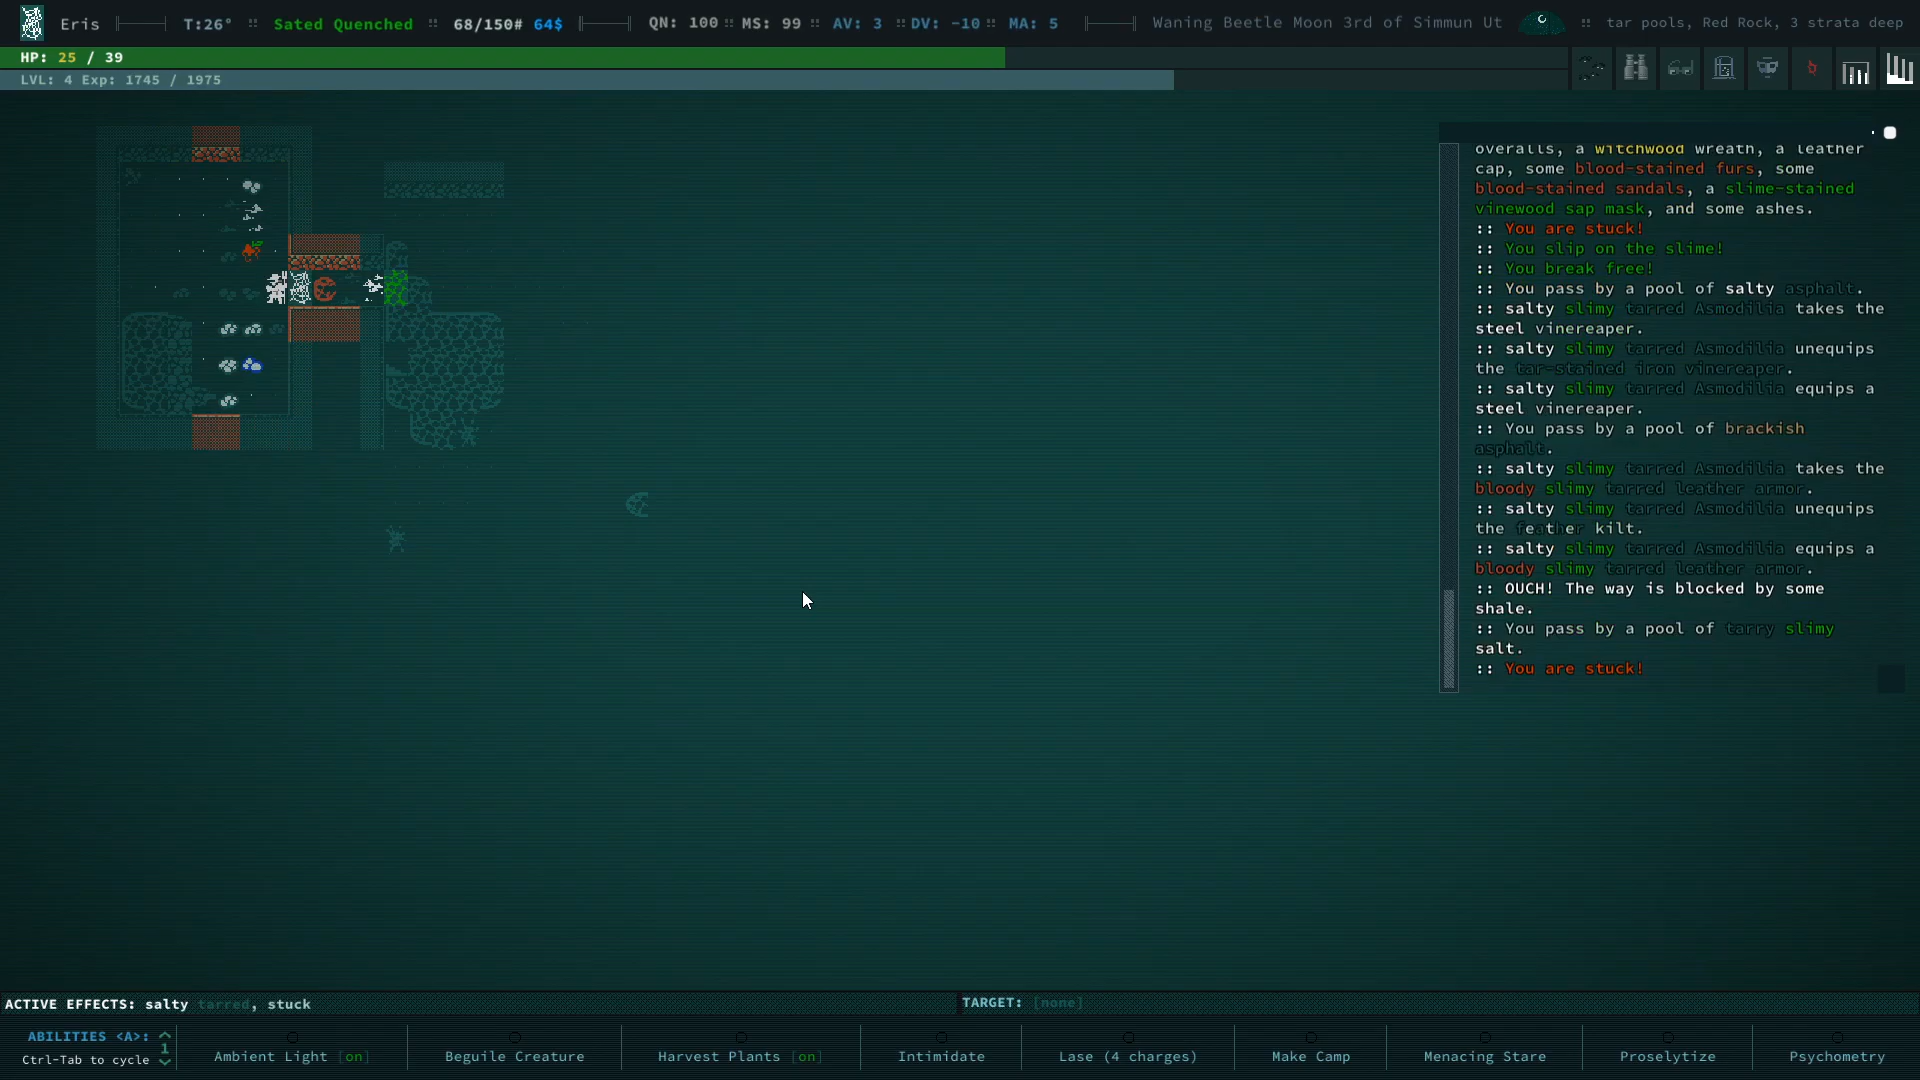 Eris T:26° :: Sated Quenched :: 68/150# 64$ QN: 100 :: MS: 99 :: AV: 3 :: DV: -10 :: MA: 5 Waning Beetle Moon 3rd of Simmun Ut :: tar pools, Red Rock, 3 strata deep
HP: 25 / 39
LVL: 4 Exp: 1745 / 1975
overalls, a witchwood wreath, a leather
cap, some blood-stained furs, some
blood-stained sandals, a slime-stained
vinewood sap mask, and some ashes.
:: You are stuck!
:: You slip on the slime!
:: You break free!
:: You pass by a pool of salty asphalt.
:: salty slimy tarred Asmodilia takes the
steel vinereaper.
:: salty slimy tarred Asmodilia unequips
the tar-stained iron vinereaper.
:: salty slimy tarred Asmodilia equips a
steel vinereaper.
:: You pass by a pool of brackish
asphalt.
:: salty slimy tarred Asmodilia takes the
bloody slimy tarred leather armor.
:: salty slimy tarred Asmodilia unequips
the feather kilt.
:: salty slimy tarred Asmodilia equips a
bloody slimy tarred leather armor.
:: OUCH! The way is blocked by some
shale.
:: You pass by a pool of tarry slimy
salt.
:: You are stuck!
ACTIVE EFFECTS: salty tarred, stuck
TARGET: [none]
ABILITIES <A>: 1
Ctrl-Tab to cycle
Ambient Light [on] Beguile Creature Harvest Plants [on] Intimidate Lase (4 charges) Make Camp Menacing Stare Proselytize Psychometry